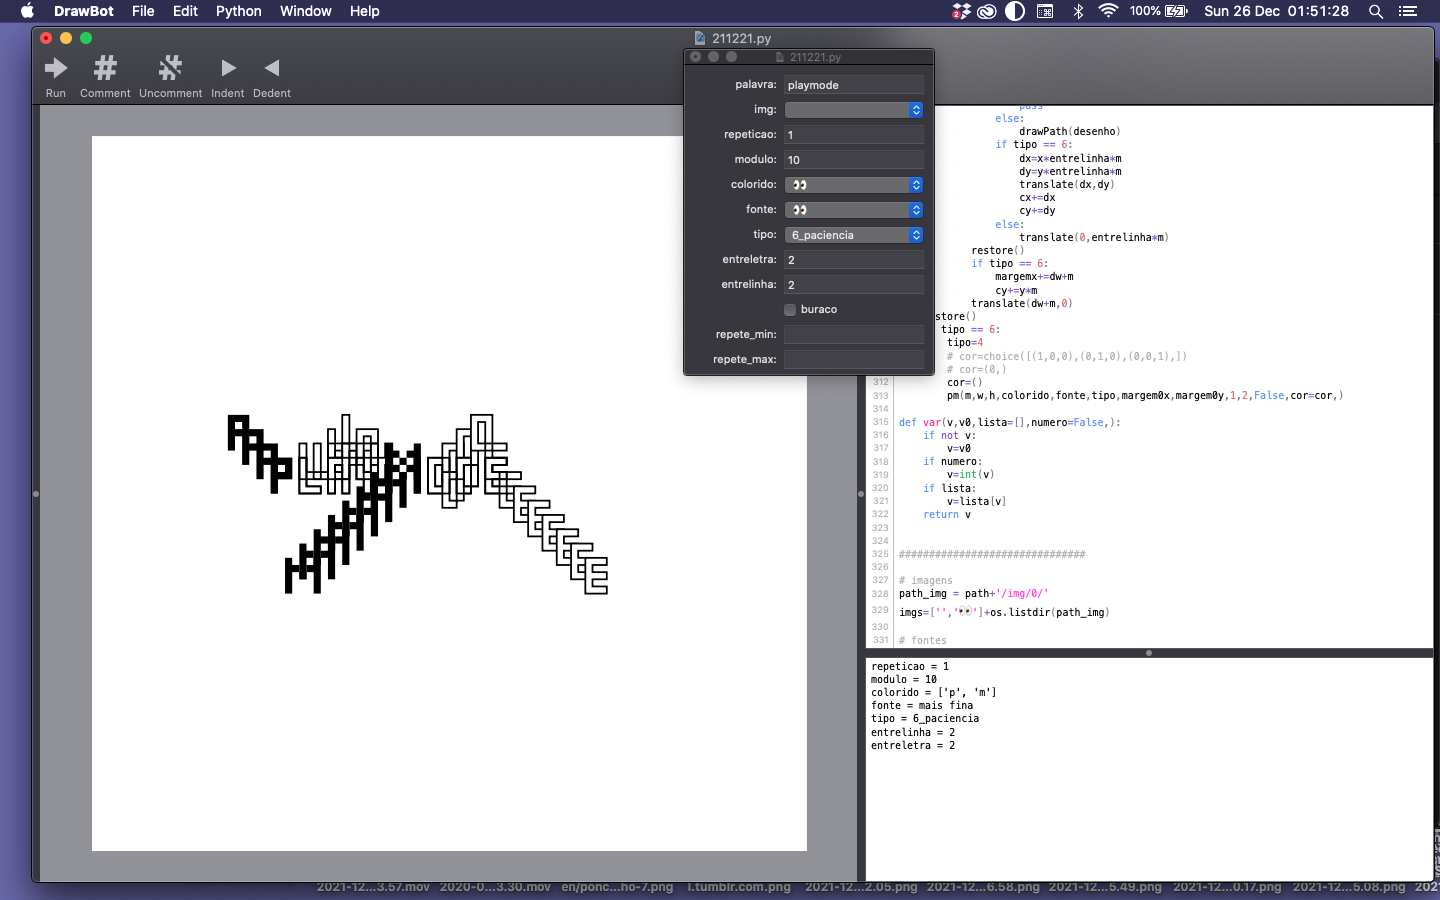 DrawBot File Edit Python Window Help
2
100% Sun 26 Dec 01:51:28
211221.py
Run Comment Uncomment Indent Dedent
211221.py
palavra: playmode
img:
repeticao: 1
modulo: 10
colorido: 👀
fonte: 👀
tipo: 6_paciencia
entreletra: 2
entrelinha: 2
buraco
repete_min:
repete_max:
pass
else:
drawPath(desenho)
if tipo == 6:
dx=x*entrelinha*m
dy=y*entrelinha*m
translate(dx,dy)
cx+=dx
cy+=dy
else:
translate(0,entrelinha*m)
restore()
if tipo == 6:
margemx+=dw+m
cy+=y*m
translate(dw+m,0)
store()
tipo == 6:
tipo=4
# cor=choice([(1,0,0),(0,1,0),(0,0,1),])
# cor=(0,)
312 cor=()
313 pm(m,w,h,colorido,fonte,tipo,margem0x,margem0y,1,2,False,cor=cor,)
314
315 def var(v,v0,lista=[],numero=False,):
316 if not v:
317 v=v0
318 if numero:
319 v=int(v)
320 if lista:
321 v=lista[v]
322 return v
323
324
325 ###############################
326
327 # imagens
328 path_img = path+'/img/0/'
329 imgs=['','👀']+os.listdir(path_img)
330
331 # fontes
repeticao = 1
modulo = 10
colorido = ['p', 'm']
fonte = mais fina
tipo = 6_paciencia
entrelinha = 2
entreletra = 2
2021-12...3.57.mov 2020-0...3.30.mov en/ponc...ho-7.png l.tumblr.com.png 2021-12...2.05.png 2021-12...6.58.png 2021-12...5.49.png 2021-12...0.17.png 2021-12...5.08.png 2021